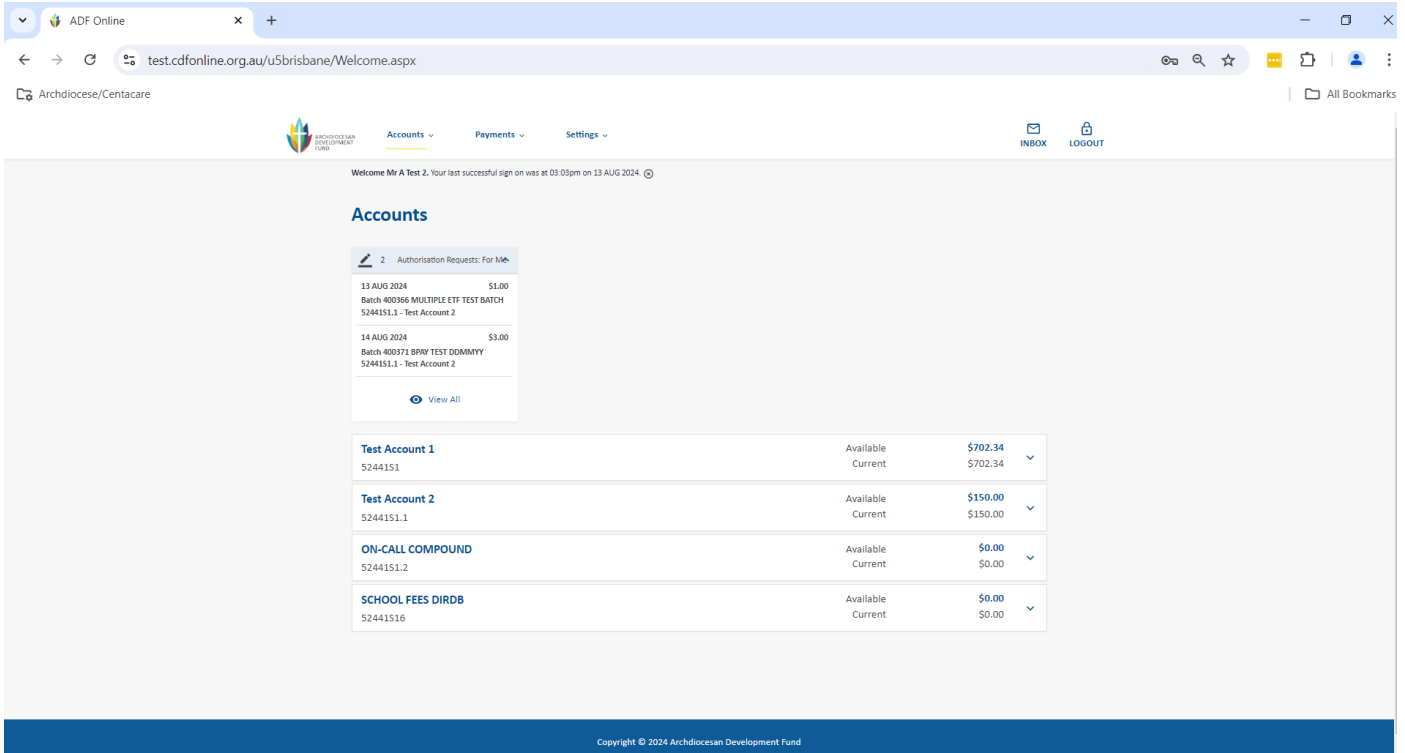 ADF Online
test.cdfonline.org.au/u5brisbane/Welcome.aspx
Archdiocese/Centacare
All Bookmarks
ARCHDIOCESAN
DEVELOPMENT
FUND
Accounts
Payments
Settings
INBOX
LOGOUT
Welcome Mr A Test 2. Your last successful sign on was at 03:03pm on 13 AUG 2024.
Accounts
2 Authorisation Requests: For Me
13 AUG 2024 $1.00
Batch 400366 MULTIPLE ETF TEST BATCH
52441S1.1 - Test Account 2
14 AUG 2024 $3.00
Batch 400371 BPAY TEST DDMMYY
52441S1.1 - Test Account 2
View All
Test Account 1 Available $702.34
52441S1 Current $702.34
Test Account 2 Available $150.00
52441S1.1 Current $150.00
ON-CALL COMPOUND Available $0.00
52441S1.2 Current $0.00
SCHOOL FEES DIRDB Available $0.00
52441S16 Current $0.00
Copyright © 2024 Archdiocesan Development Fund